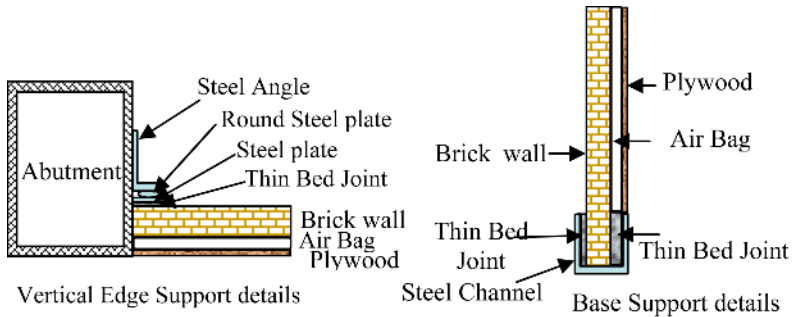 Steel Angle
Round Steel plate
Steel plate
Thin Bed Joint
Abutment
Brick wall
Air Bag
Plywood
Vertical Edge Support details
Plywood
Air Bag
Brick wall
Thin Bed
Joint
Thin Bed Joint
Steel Channel
Base Support details